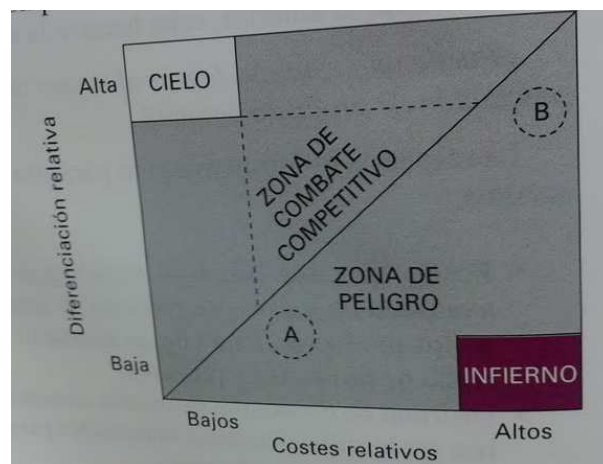 Alta
CIELO
B
ZONA DE
COMBATE
COMPETITIVO
Diferenciación relativa
ZONA DE
PELIGRO
A
Baja
INFIERNO
Bajos
Altos
Costes relativos